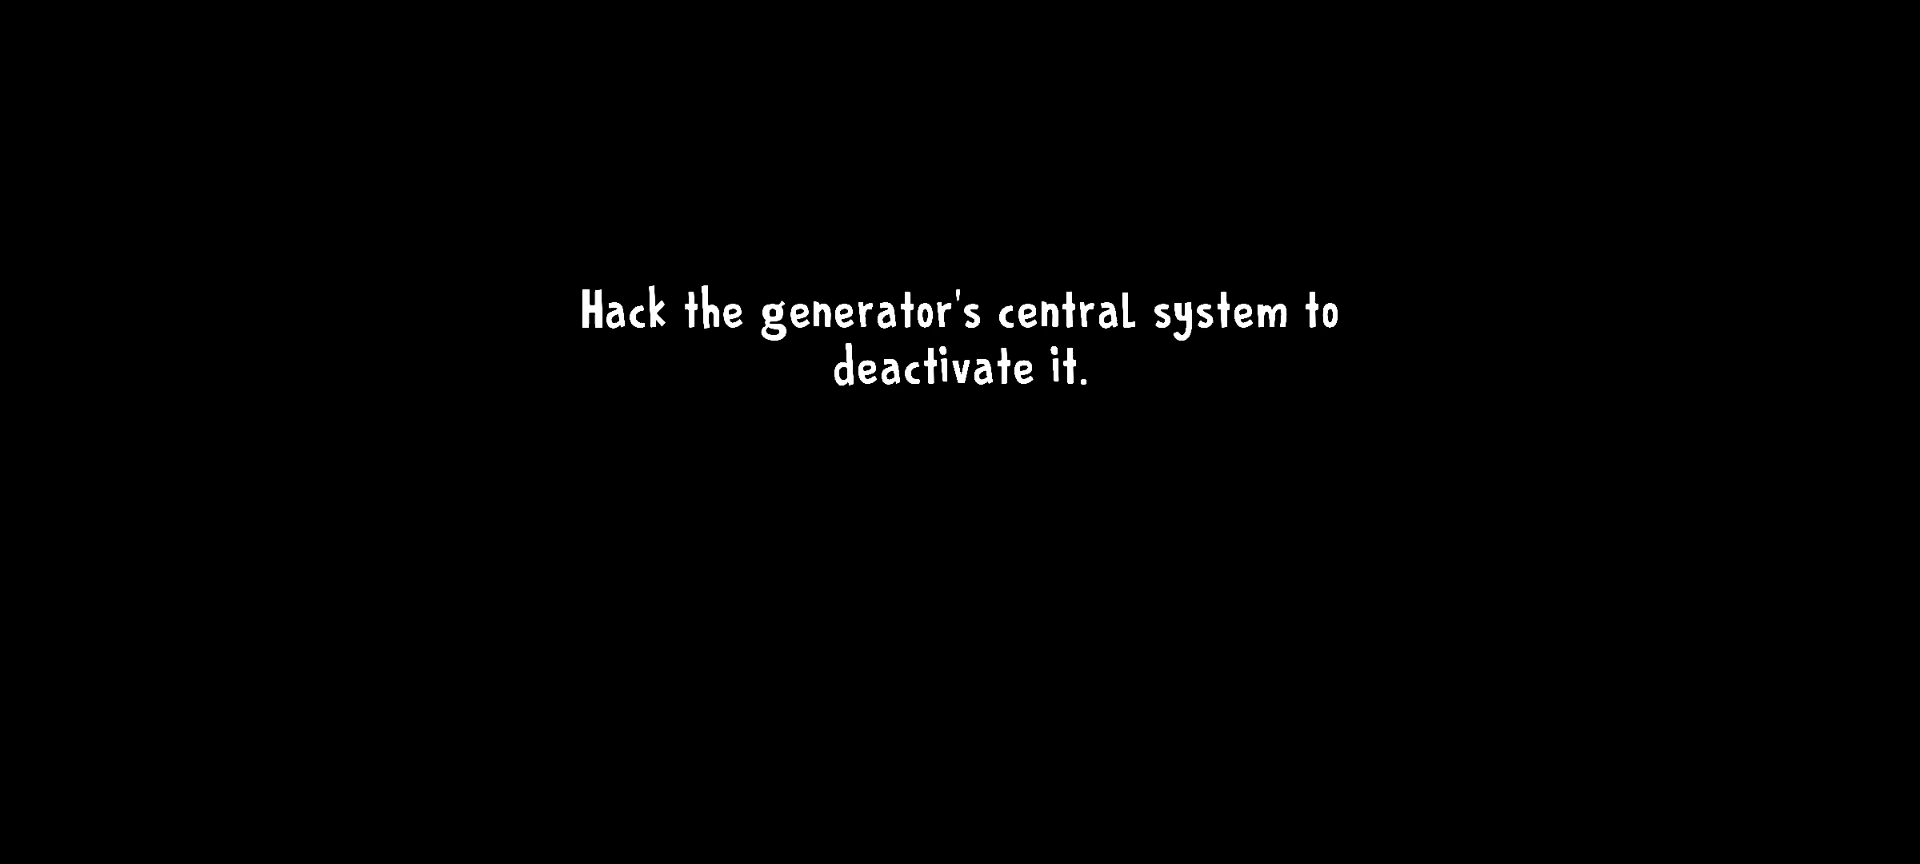 Hack the generator's central system to
deactivate it.